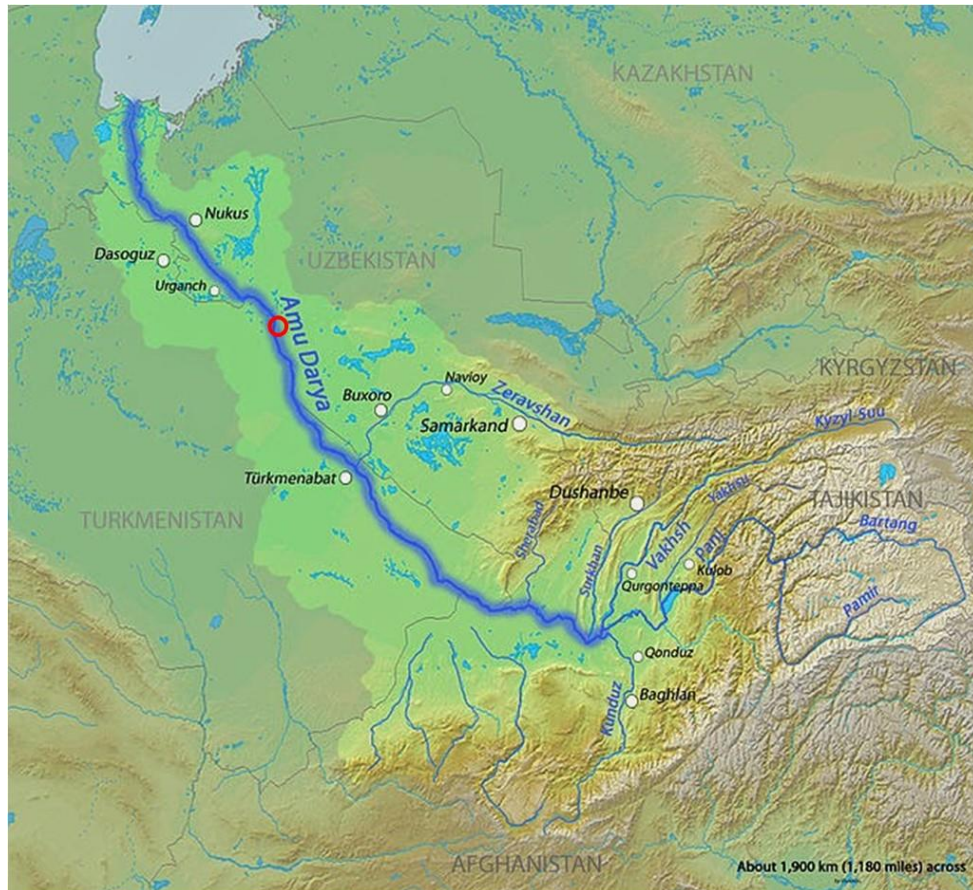 KAZAKHSTAN
Nukus
Dasoguz
UZBEKISTAN
Urganch
Amu Darya
KYRGYZSTAN
Navioy
Buxoro
Zeravshan
Kyzyl-Suu
Samarkand
Türkmenabat
Dushanbe
Yakhsu
TAJIKISTAN
TURKMENISTAN
Sherabad
Vakhsh
Panj
Bartang
Surkhan
Kulob
Qurgonteppa
Pamir
Qonduz
Kunduz
Baghlan
AFGHANISTAN
About 1,900 km (1,180 miles) across